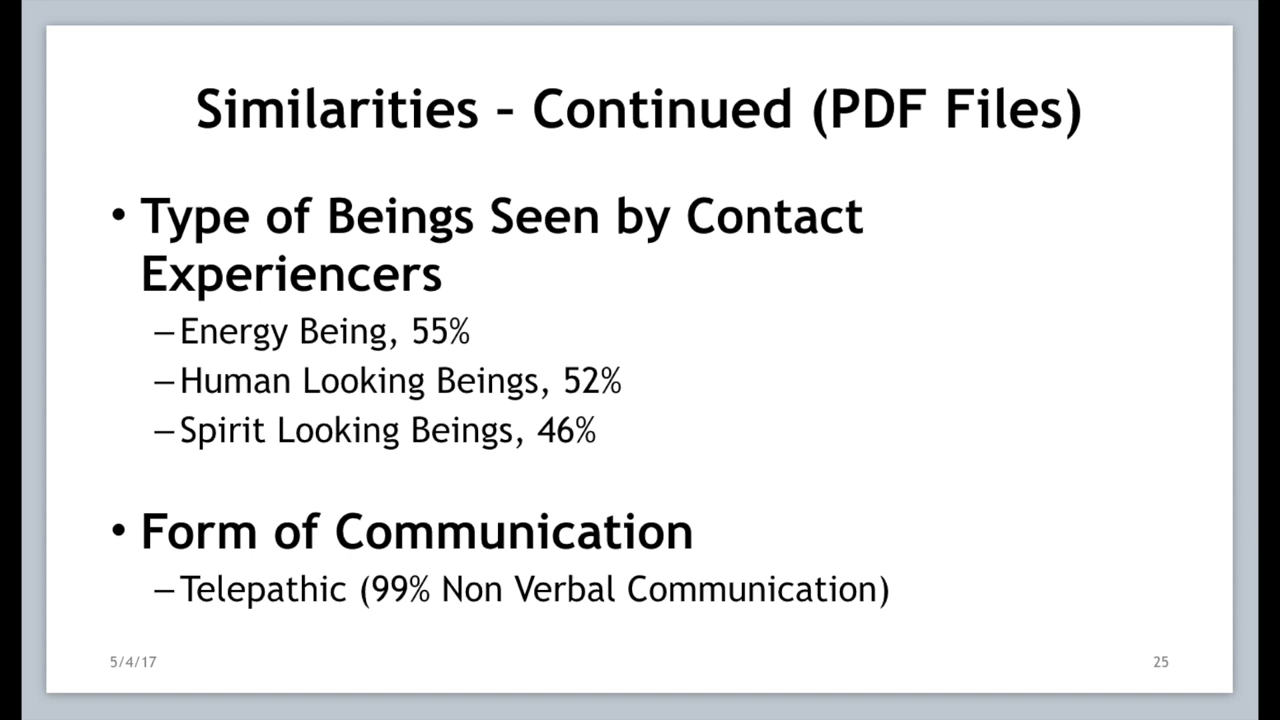 Similarities – Continued (PDF Files)
• Type of Beings Seen by Contact
Experiencers
– Energy Being, 55%
– Human Looking Beings, 52%
– Spirit Looking Beings, 46%
• Form of Communication
– Telepathic (99% Non Verbal Communication)
5/4/17
25